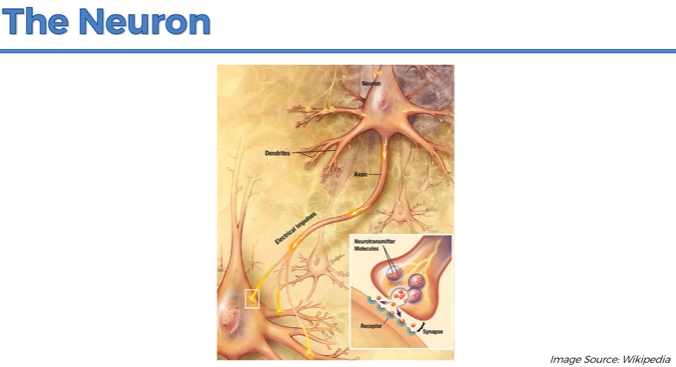 The Neuron
Neuron
Dendrites
Axon
Electrical Impulses
Neurotransmitter
Molecules
Receptor
Synapse
Image Source: Wikipedia